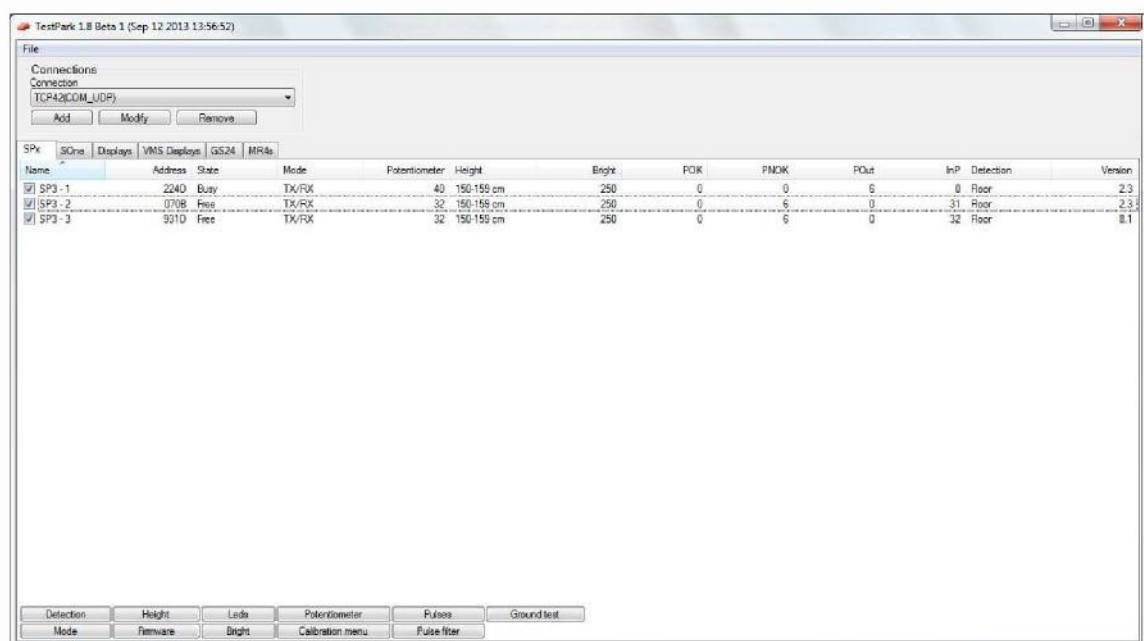 TestPark 1.8 Beta 1 (Sep 12 2013 13:56:52)
File
Connections
Connection
TCP42(COM_UDP)
Add Modify Remove
SPx SOne Displays VMS Displays GS24 MR4s
Name Address State Mode Potentiometer Height Bright POK PNOK POut InP Detection Version
SP3 - 1 224D Busy TX/RX 40 150-159 cm 250 0 0 6 0 Floor 2.3
SP3 - 2 070B Free TX/RX 32 150-159 cm 250 0 6 0 31 Floor 2.3
SP3 - 3 931D Free TX/RX 32 150-159 cm 250 0 6 0 32 Floor 8.1
Detection Height Leds Potentiometer Pulses Ground test
Mode Firmware Bright Calibration menu Pulse filter